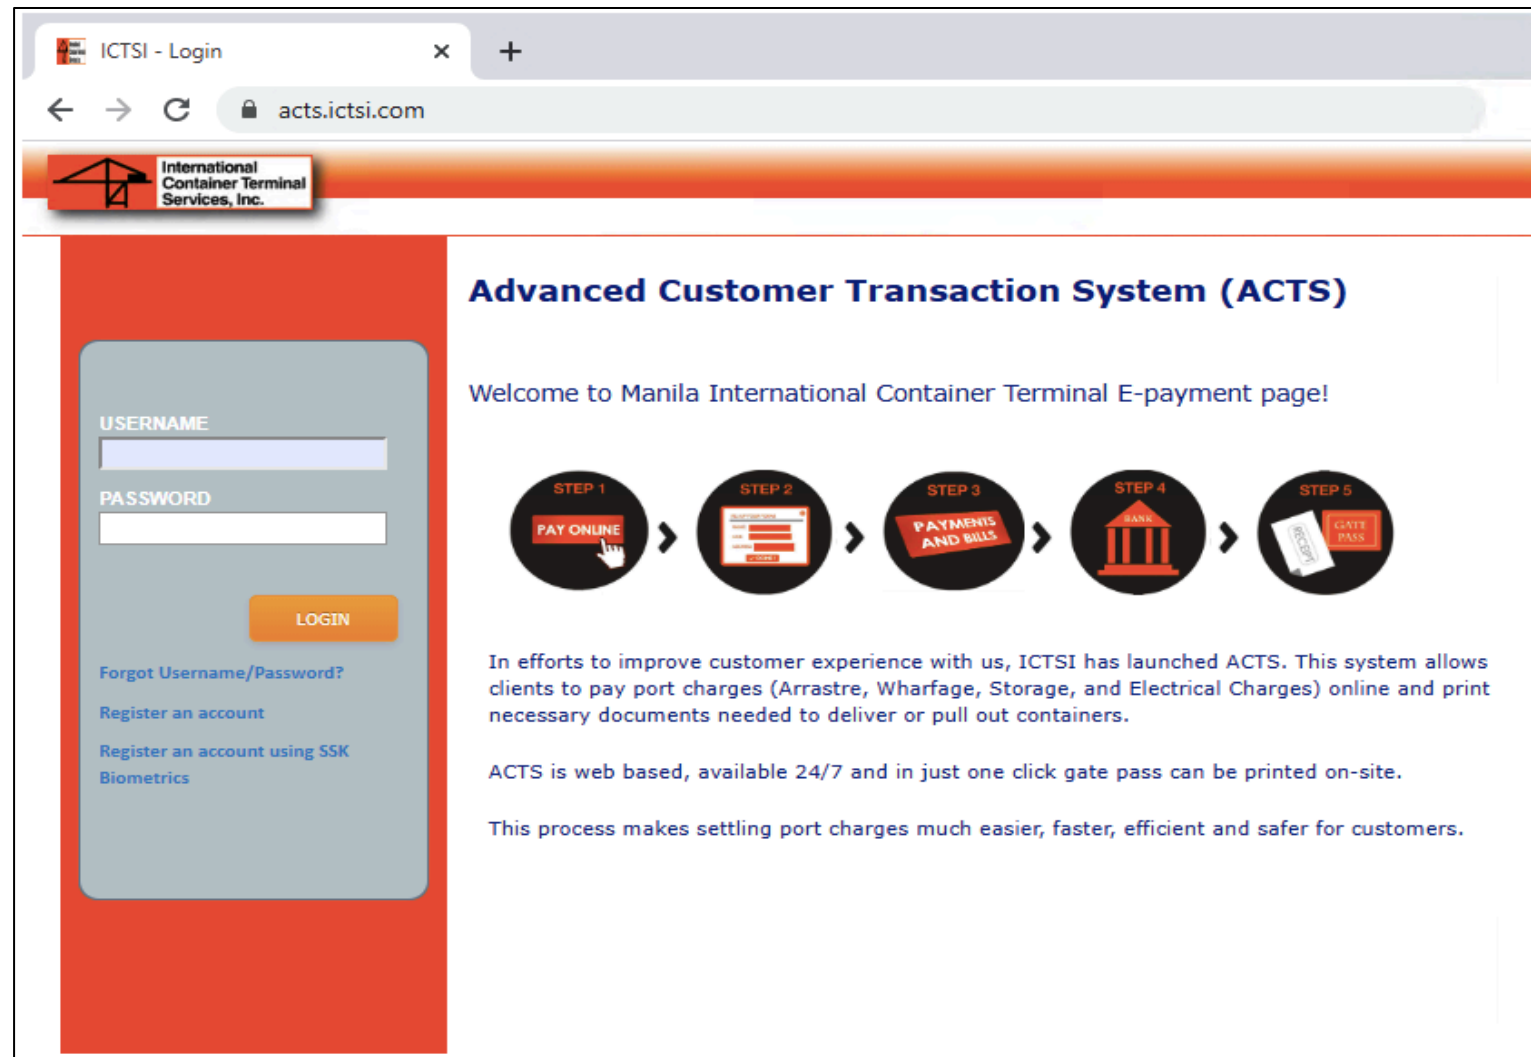 ICTSI - Login
acts.ictsi.com
International
Container Terminal
Services, Inc.
Advanced Customer Transaction System (ACTS)
Welcome to Manila International Container Terminal E-payment page!
USERNAME
PASSWORD
LOGIN
Forgot Username/Password?
Register an account
Register an account using SSK
Biometrics
STEP 1
PAY ONLINE
STEP 2
STEP 3
PAYMENTS
AND BILLS
STEP 4
BANK
STEP 5
RECEIPT
GATE
PASS
In efforts to improve customer experience with us, ICTSI has launched ACTS. This system allows
clients to pay port charges (Arrastre, Wharfage, Storage, and Electrical Charges) online and print
necessary documents needed to deliver or pull out containers.
ACTS is web based, available 24/7 and in just one click gate pass can be printed on-site.
This process makes settling port charges much easier, faster, efficient and safer for customers.